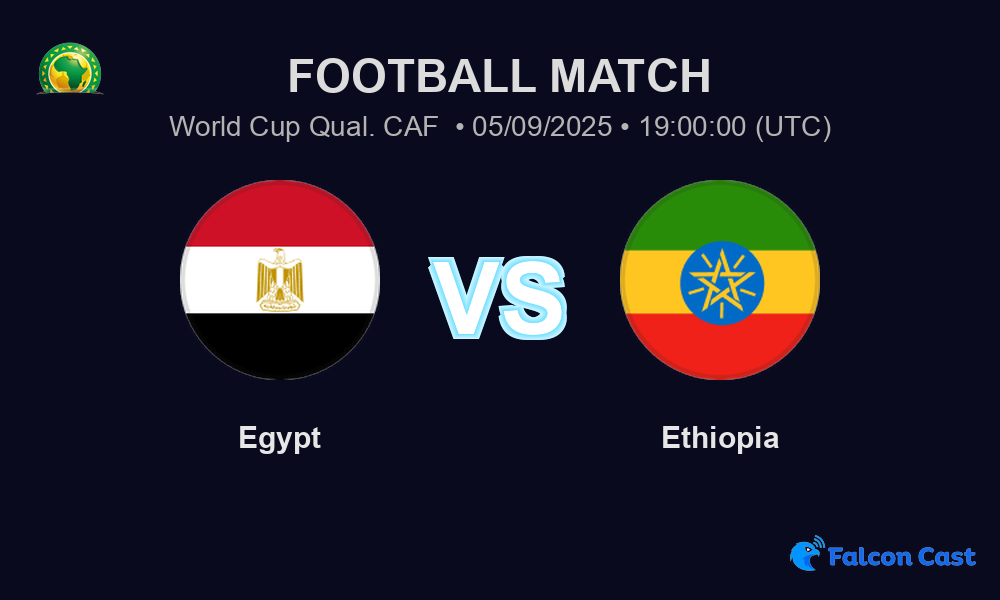 FOOTBALL MATCH
World Cup Qual. CAF • 05/09/2025 • 19:00:00 (UTC)
VS
Egypt
Ethiopia
Falcon Cast